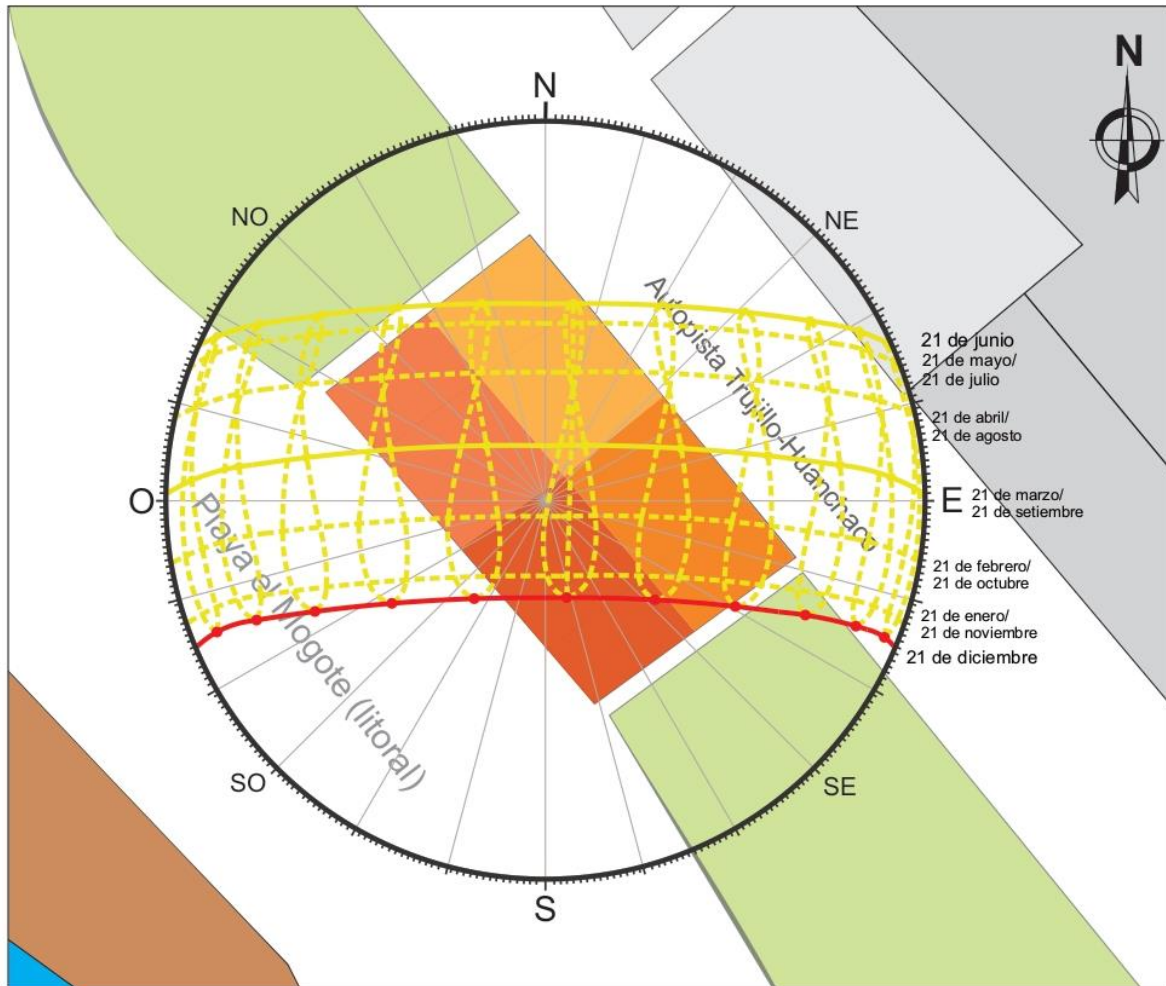 N
N
NO
NE
Autopista Trujillo-Huanchaco
21 de junio
21 de mayo/
21 de julio
21 de abril/
21 de agosto
O
E
21 de marzo/
21 de setiembre
Playa el Mogote (litoral)
21 de febrero/
21 de octubre
21 de enero/
21 de noviembre
21 de diciembre
SO
SE
S